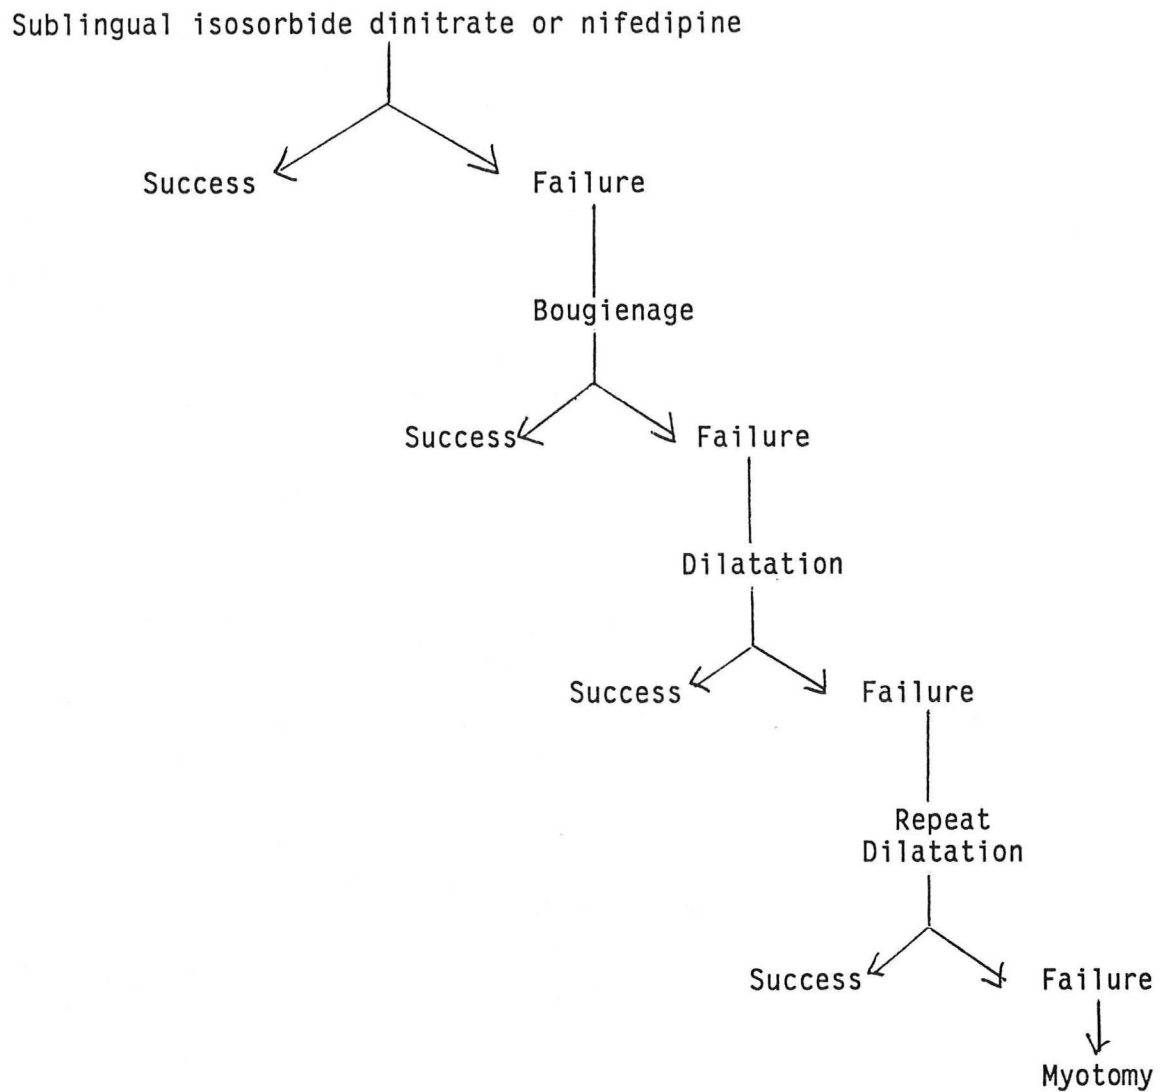 Sublingual isosorbide dinitrate or nifedipine
Success
Failure
Bougienage
Success
Failure
Dilatation
Success
Failure
Repeat
Dilatation
Success
Failure
Myotomy